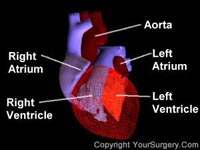 Aorta
Right
Atrium
Left
Atrium
Right
Ventricle
Left
Ventricle
Copyright YourSurgery.Com